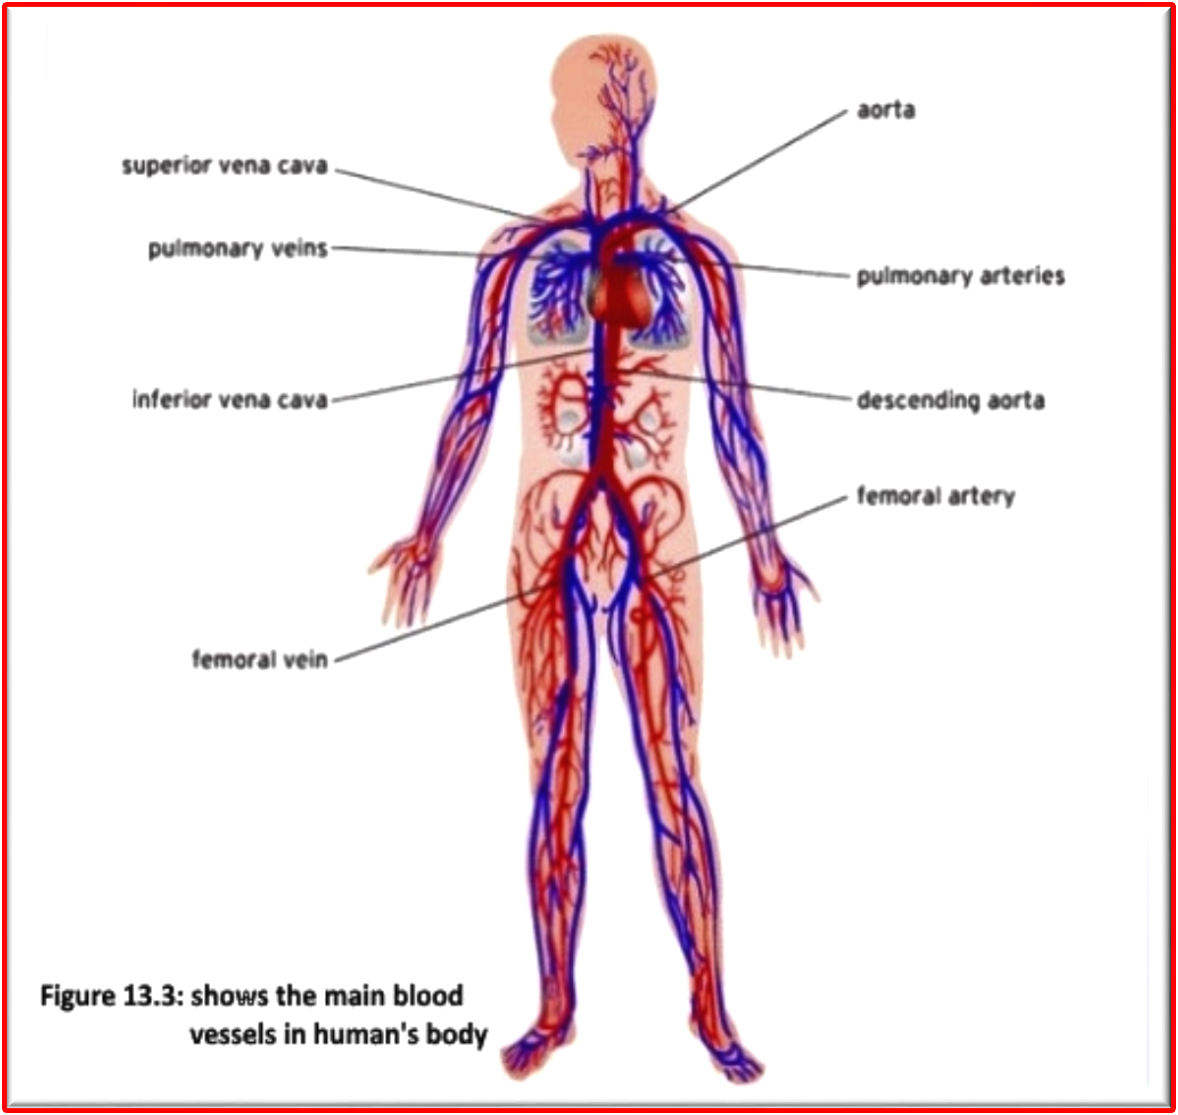 aorta
superior vena cava
pulmonary veins
pulmonary arteries
inferior vena cava
descending aorta
femoral artery
femoral vein
Figure 13.3: shows the main blood
vessels in human's body